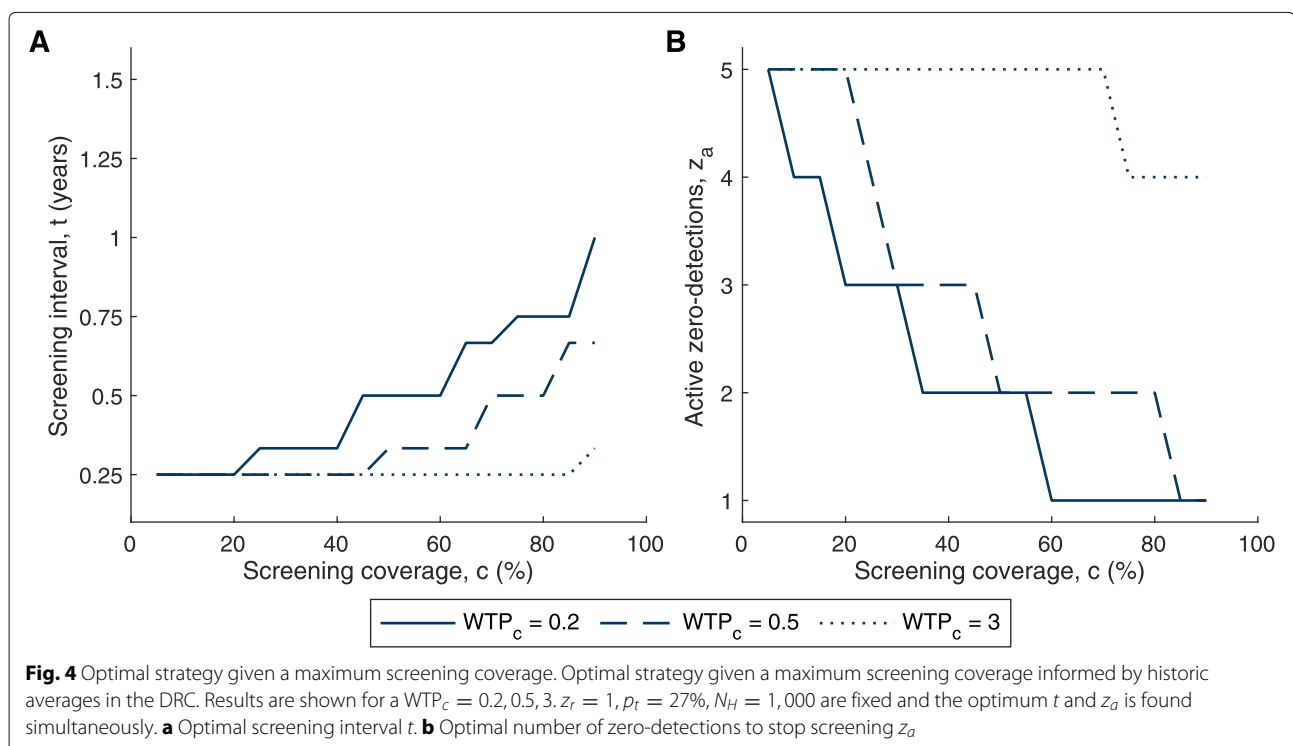 A
B
1.5
1.25
1
0.75
0.5
0.25
Screening interval, t (years)
0 20 40 60 80 100
Screening coverage, c (%)
5
4
3
2
1
Active zero-detections, z_a
0 20 40 60 80 100
Screening coverage, c (%)
WTP_c = 0.2 WTP_c = 0.5 WTP_c = 3
Fig. 4 Optimal strategy given a maximum screening coverage. Optimal strategy given a maximum screening coverage informed by historic
averages in the DRC. Results are shown for a WTP_c = 0.2, 0.5, 3. z_r = 1, p_t = 27%, N_H = 1, 000 are fixed and the optimum t and z_a is found
simultaneously. a Optimal screening interval t. b Optimal number of zero-detections to stop screening z_a